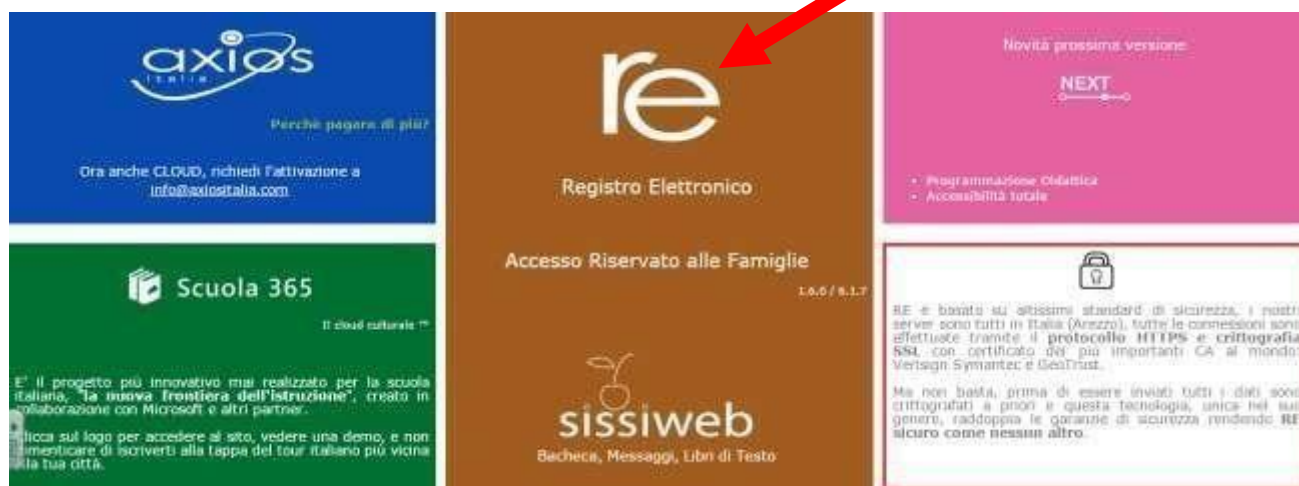 axios
italia
Perché pagare di più?
Ora anche CLOUD, richiedi l'attivazione a
info@axiositalia.com
Scuola 365
Il cloud culturale ™
E' il progetto più innovativo mai realizzato per la scuola
italiana, "la nuova frontiera dell'istruzione", creato in
collaborazione con Microsoft e altri partner.
Clicca sul logo per accedere al sito, vedere una demo, e non
dimenticare di iscriverti alla tappa del tour italiano più vicina
alla tua città.
re
Registro Elettronico
Accesso Riservato alle Famiglie
1.6.0 / 6.1.7
sissiweb
Bacheca, Messaggi, Libri di Testo
Novità prossima versione
NEXT
• Programmazione Didattica
• Accessibilità totale
RE e basato su altissimi standard di sicurezza, i nostri
server sono tutti in Italia (Arezzo), tutte le connessioni sono
effettuate tramite il protocollo HTTPS e crittografia
SSL con certificato dei più importanti CA al mondo:
Verisign Symantec e GeoTrust.
Ma non basta, prima di essere inviati tutti i dati sono
crittografati a priori e questa tecnologia, unica nel suo
genere, raddoppia le garanzie di sicurezza rendendo RE
sicuro come nessun altro.